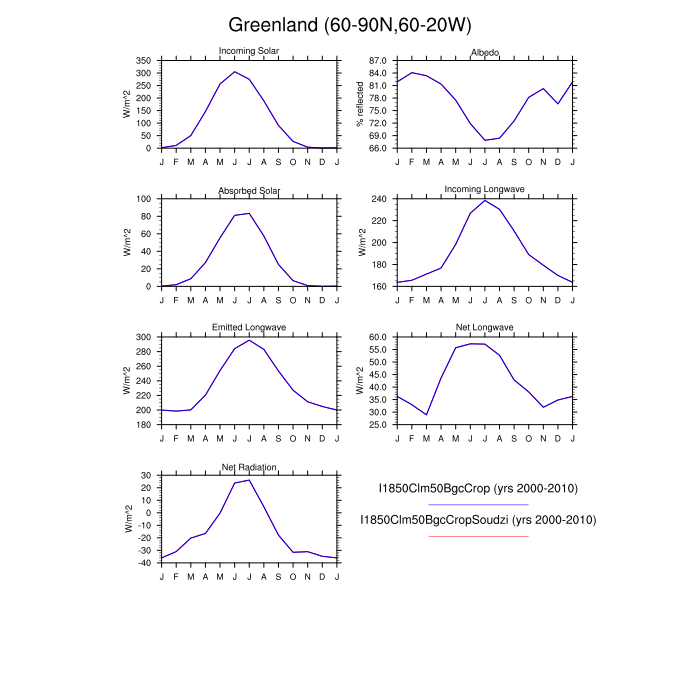 Greenland (60-90N,60-20W)
Incoming Solar
W/m^2
350
300
250
200
150
100
50
0
J F M A M J J A S O N D J
Albedo
% reflected
87.0
84.0
81.0
78.0
75.0
72.0
69.0
66.0
J F M A M J J A S O N D J
Absorbed Solar
W/m^2
100
80
60
40
20
0
J F M A M J J A S O N D J
Incoming Longwave
W/m^2
240
220
200
180
160
J F M A M J J A S O N D J
Emitted Longwave
W/m^2
300
280
260
240
220
200
180
J F M A M J J A S O N D J
Net Longwave
W/m^2
60.0
55.0
50.0
45.0
40.0
35.0
30.0
25.0
J F M A M J J A S O N D J
Net Radiation
W/m^2
30
20
10
0
-10
-20
-30
-40
J F M A M J J A S O N D J
I1850Clm50BgcCrop (yrs 2000-2010)
I1850Clm50BgcCropSoudzi (yrs 2000-2010)